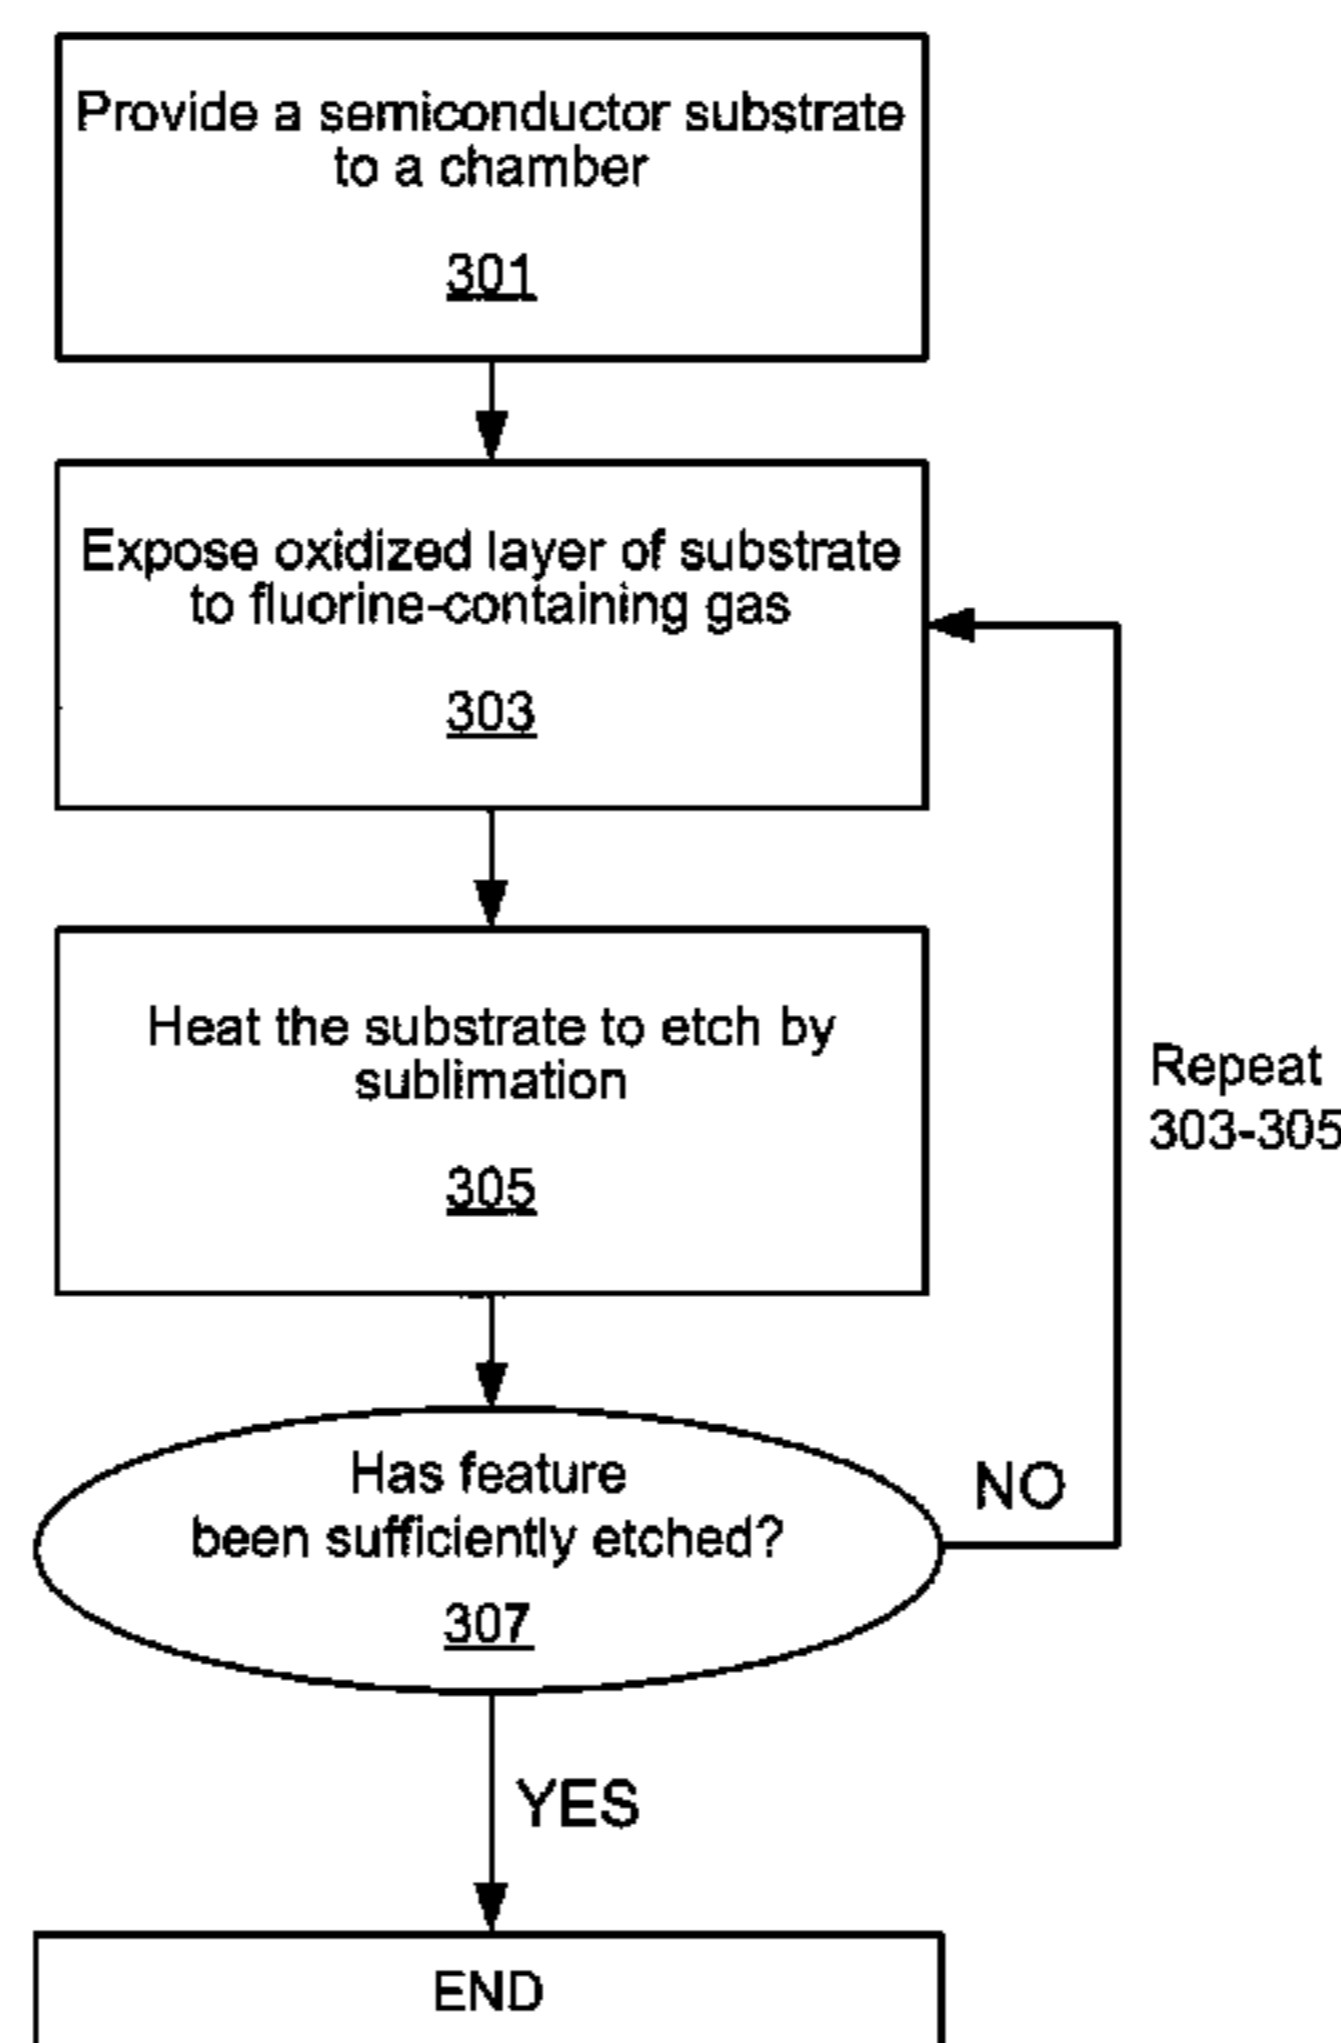 Provide a semiconductor substrate
to a chamber
301
Expose oxidized layer of substrate
to fluorine-containing gas
303
Heat the substrate to etch by
sublimation
305
Repeat
303-305
Has feature
been sufficiently etched?
307
NO
YES
END